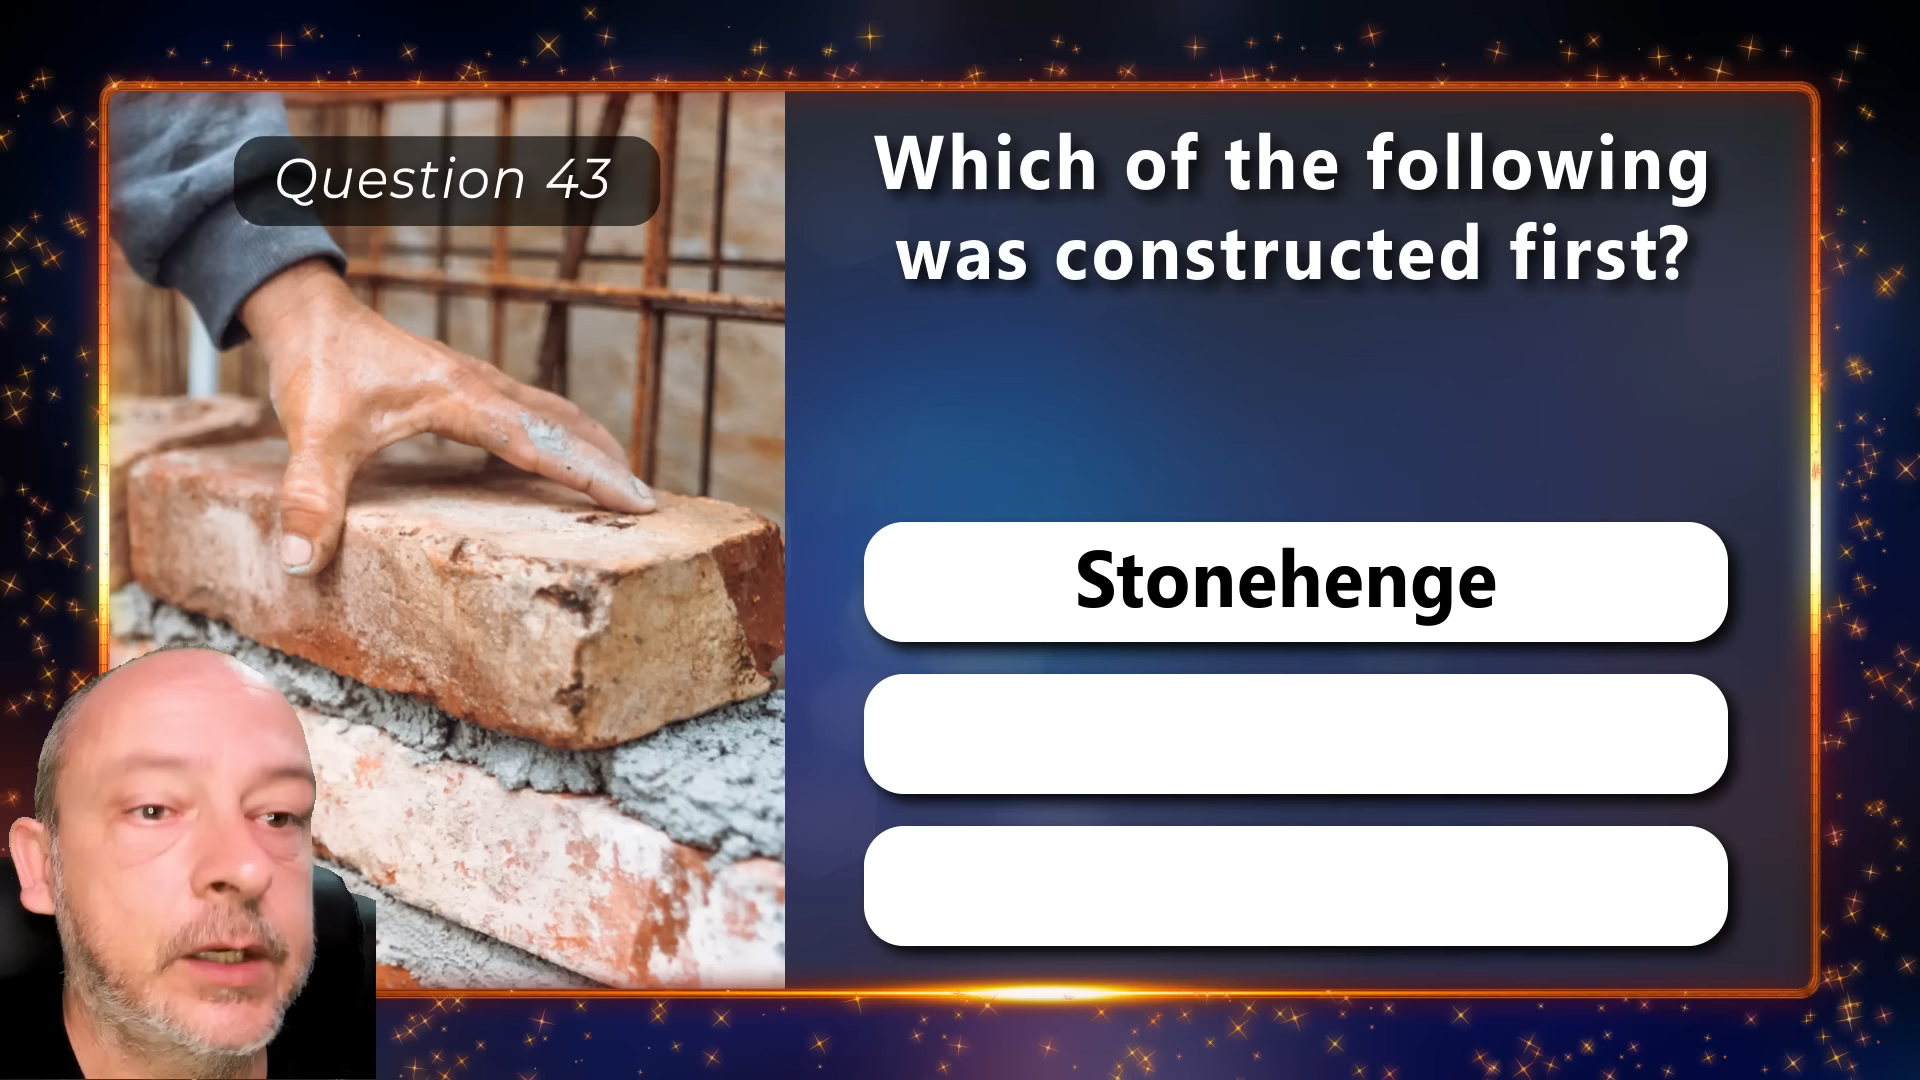 Question 43
Which of the following
was constructed first?
Stonehenge